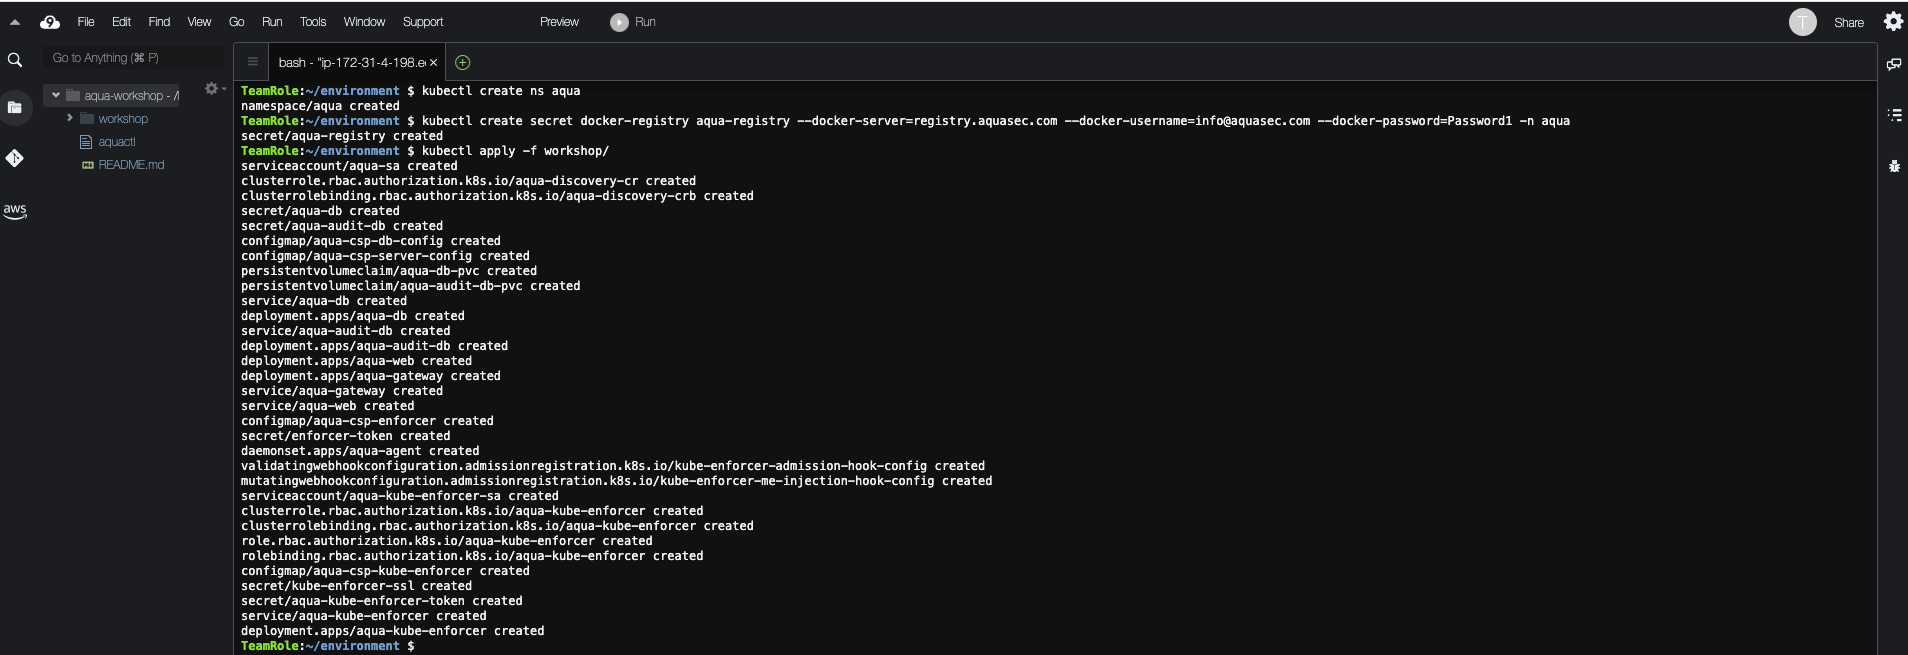 9 File Edit Find View Go Run Tools Window Support Preview Run T Share
Go to Anything (⌘ P)
bash - "ip-172-31-4-198.e
aqua-workshop - /
workshop
aquactl
README.md
aws
TeamRole:~/environment $ kubectl create ns aqua
namespace/aqua created
TeamRole:~/environment $ kubectl create secret docker-registry aqua-registry --docker-server=registry.aquasec.com --docker-username=info@aquasec.com --docker-password=Password1 -n aqua
secret/aqua-registry created
TeamRole:~/environment $ kubectl apply -f workshop/
serviceaccount/aqua-sa created
clusterrole.rbac.authorization.k8s.io/aqua-discovery-cr created
clusterrolebinding.rbac.authorization.k8s.io/aqua-discovery-crb created
secret/aqua-db created
secret/aqua-audit-db created
configmap/aqua-csp-db-config created
configmap/aqua-csp-server-config created
persistentvolumeclaim/aqua-db-pvc created
persistentvolumeclaim/aqua-audit-db-pvc created
service/aqua-db created
deployment.apps/aqua-db created
service/aqua-audit-db created
deployment.apps/aqua-audit-db created
deployment.apps/aqua-web created
deployment.apps/aqua-gateway created
service/aqua-gateway created
service/aqua-web created
configmap/aqua-csp-enforcer created
secret/enforcer-token created
daemonset.apps/aqua-agent created
validatingwebhookconfiguration.admissionregistration.k8s.io/kube-enforcer-admission-hook-config created
mutatingwebhookconfiguration.admissionregistration.k8s.io/kube-enforcer-me-injection-hook-config created
serviceaccount/aqua-kube-enforcer-sa created
clusterrole.rbac.authorization.k8s.io/aqua-kube-enforcer created
clusterrolebinding.rbac.authorization.k8s.io/aqua-kube-enforcer created
role.rbac.authorization.k8s.io/aqua-kube-enforcer created
rolebinding.rbac.authorization.k8s.io/aqua-kube-enforcer created
configmap/aqua-csp-kube-enforcer created
secret/kube-enforcer-ssl created
secret/aqua-kube-enforcer-token created
service/aqua-kube-enforcer created
deployment.apps/aqua-kube-enforcer created
TeamRole:~/environment $